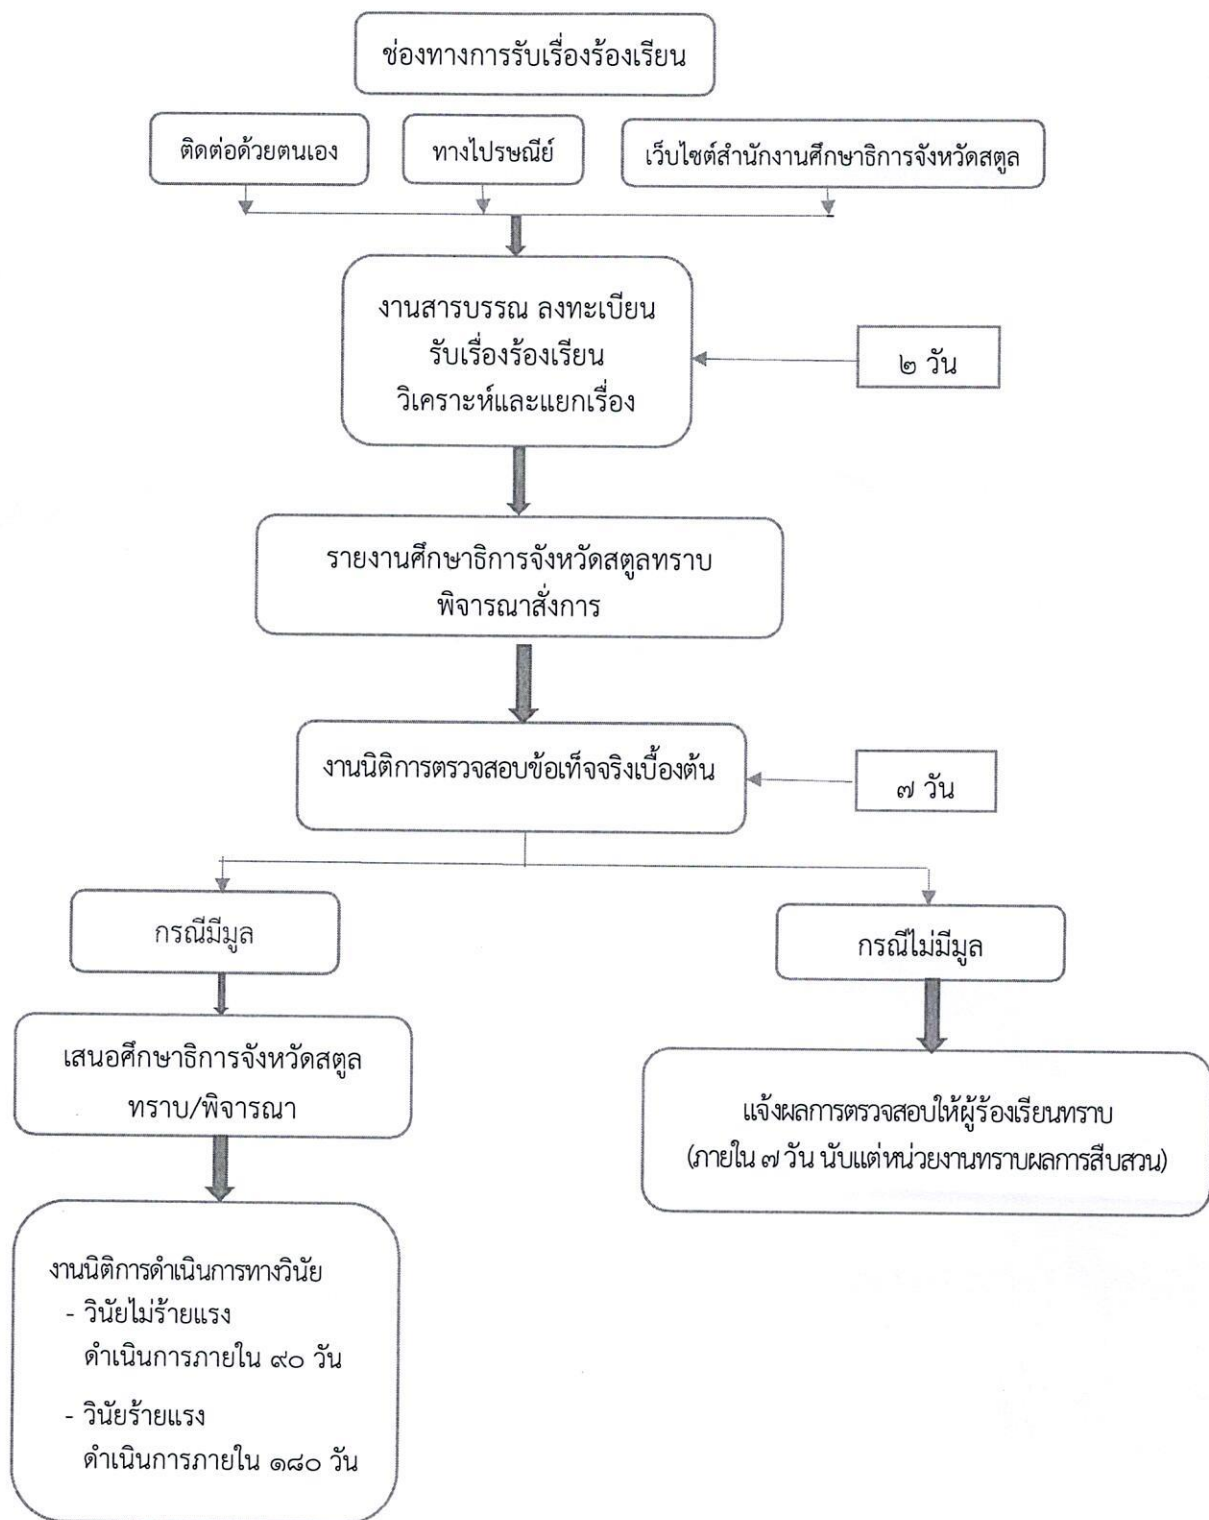 ช่องทางการรับเรื่องร้องเรียน
ติดต่อด้วยตนเอง
ทางไปรษณีย์
เว็บไซต์สำนักงานศึกษาธิการจังหวัดสตูล
งานสารบรรณ ลงทะเบียน
รับเรื่องร้องเรียน
วิเคราะห์และแยกเรื่อง
๒ วัน
รายงานศึกษาธิการจังหวัดสตูลทราบ
พิจารณาสั่งการ
งานนิติการตรวจสอบข้อเท็จจริงเบื้องต้น
๗ วัน
กรณีมีมูล
กรณีไม่มีมูล
เสนอศึกษาธิการจังหวัดสตูล
ทราบ/พิจารณา
แจ้งผลการตรวจสอบให้ผู้ร้องเรียนทราบ
(ภายใน ๗ วัน นับแต่หน่วยงานทราบผลการสืบสวน)
งานนิติการดำเนินการทางวินัย
- วินัยไม่ร้ายแรง
ดำเนินการภายใน ๙๐ วัน
- วินัยร้ายแรง
ดำเนินการภายใน ๑๘๐ วัน